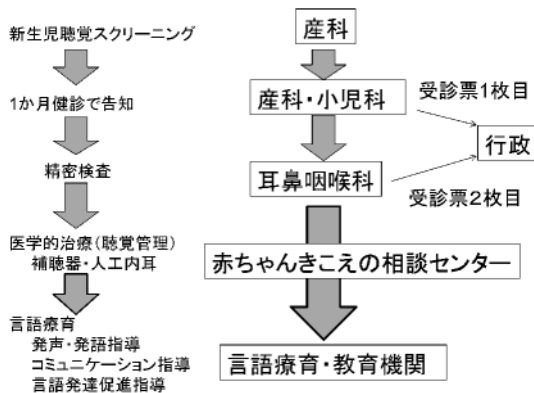 新生児聴覚スクリーニング
1か月健診で告知
精密検査
医学的治療(聴覚管理)
補聴器・人工内耳
言語療育
発声・発語指導
コミュニケーション指導
言語発達促進指導
産科
産科・小児科
受診票1枚目
行政
耳鼻咽喉科
受診票2枚目
赤ちゃんきこえの相談センター
言語療育・教育機関